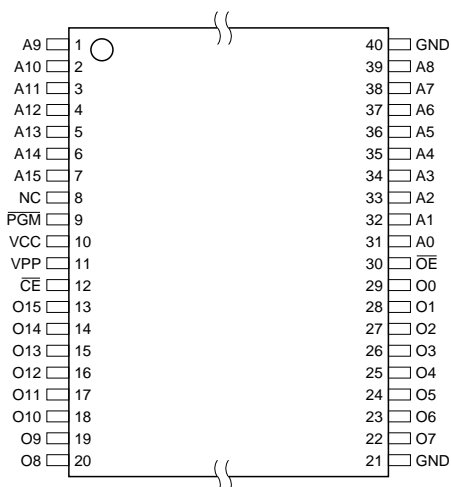 A9 1 40 GND
A10 2 39 A8
A11 3 38 A7
A12 4 37 A6
A13 5 36 A5
A14 6 35 A4
A15 7 34 A3
NC 8 33 A2
PGM 9 32 A1
VCC 10 31 A0
VPP 11 30 OE
CE 12 29 O0
O15 13 28 O1
O14 14 27 O2
O13 15 26 O3
O12 16 25 O4
O11 17 24 O5
O10 18 23 O6
O9 19 22 O7
O8 20 21 GND